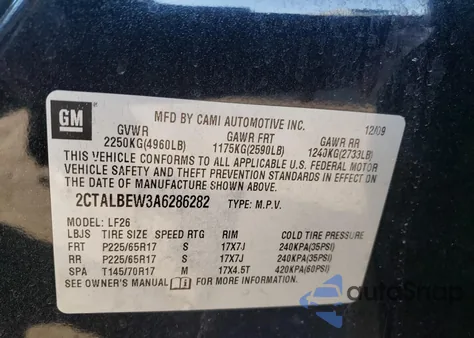 GM
MFD BY CAMI AUTOMOTIVE INC. 12/09
GVWR GAWR FRT GAWR RR
2250KG(4960LB) 1175KG(2590LB) 1240KG(2733LB)
THIS VEHICLE CONFORMS TO ALL APPLICABLE U.S. FEDERAL MOTOR
VEHICLE SAFETY AND THEFT PREVENTION STANDARDS IN EFFECT ON
THE DATE OF MANUFACTURE SHOWN ABOVE.
2CTALBEW3A6286282 TYPE: M.P.V.
MODEL: LF26
LBJS TIRE SIZE SPEED RTG RIM COLD TIRE PRESSURE
FRT P225/65R17 S 17X7J 240KPA(35PSI)
RR P225/65R17 S 17X7J 240KPA(35PSI)
SPA T145/70R17 M 17X4.5T 420KPA(60PSI)
SEE OWNER'S MANUAL FOR MORE INFORMATION.
autoSnap